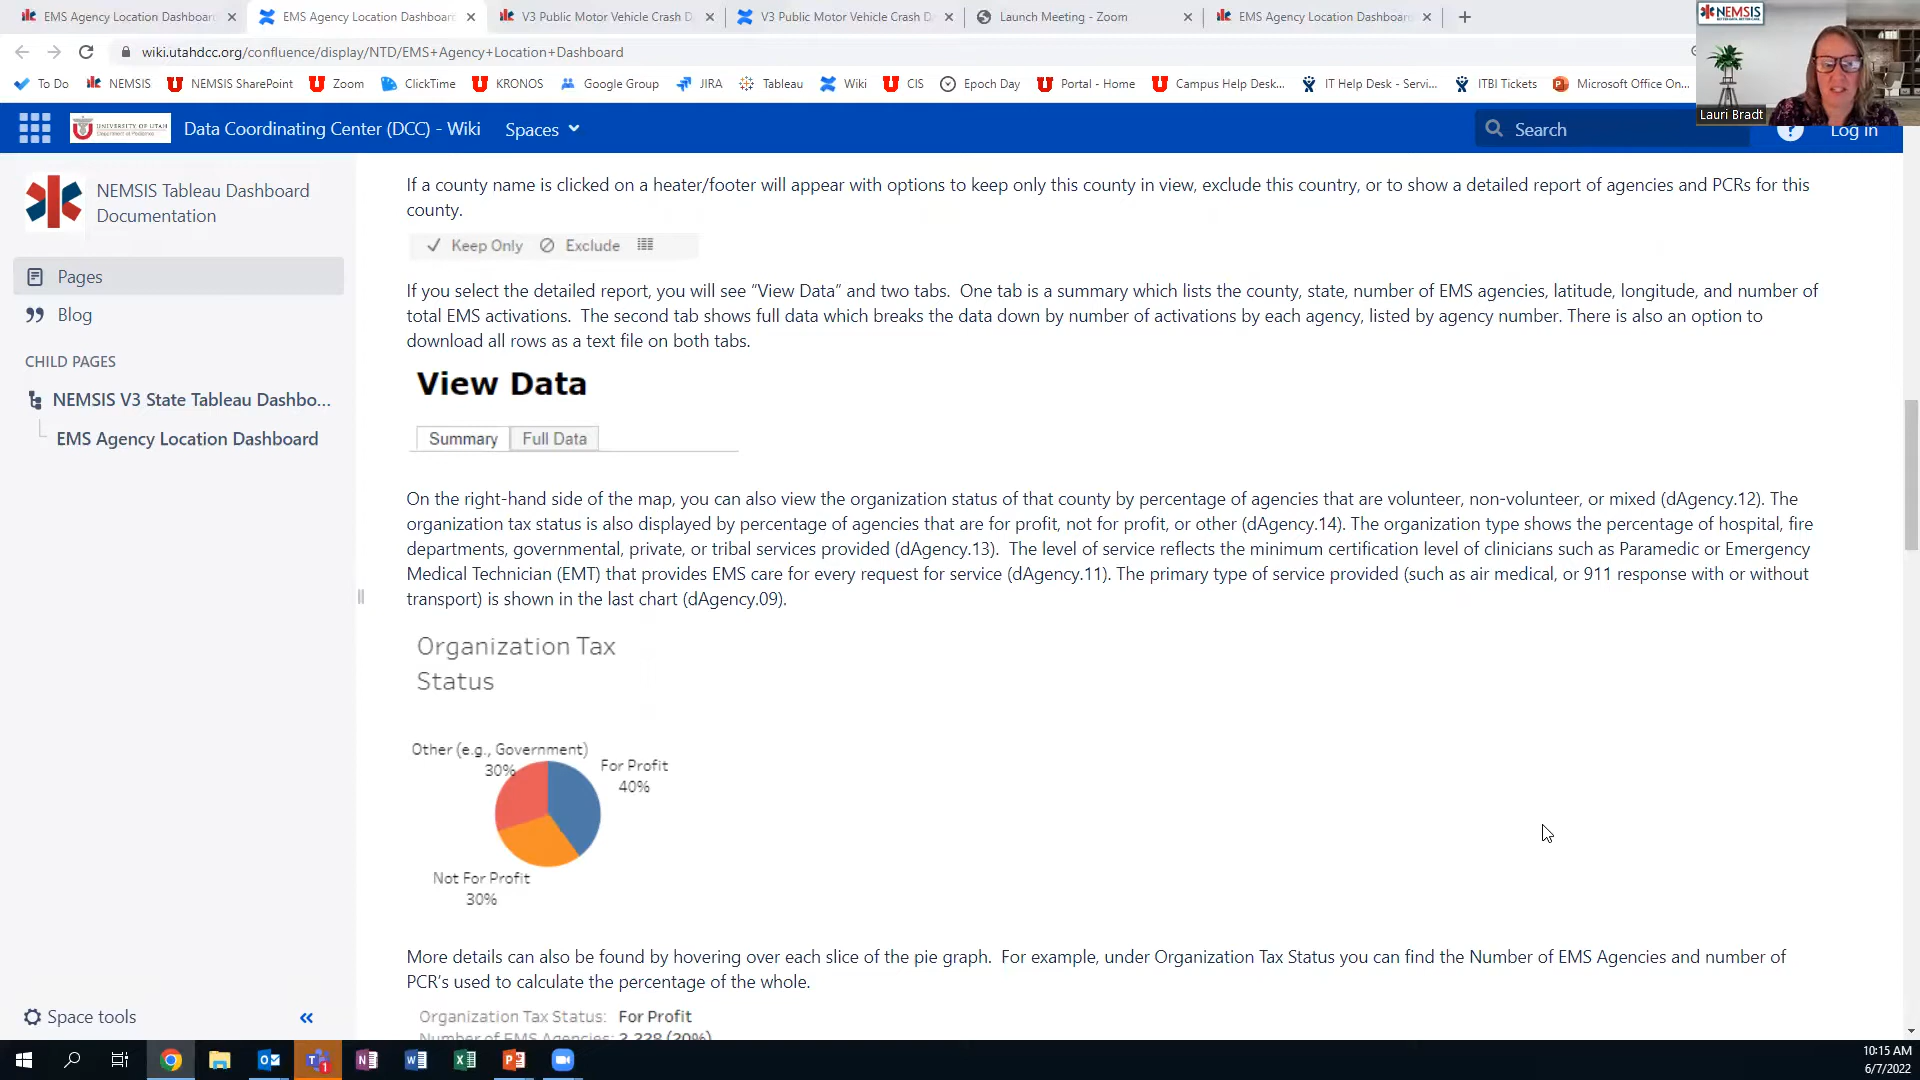 EMS Agency Location Dashboard
EMS Agency Location Dashboard
V3 Public Motor Vehicle Crash D
V3 Public Motor Vehicle Crash D
Launch Meeting - Zoom
EMS Agency Location Dashboard
wiki.utahdcc.org/confluence/display/NTD/EMS+Agency+Location+Dashboard
To Do
NEMSIS
NEMSIS SharePoint
Zoom
ClickTime
KRONOS
Google Group
JIRA
Tableau
Wiki
CIS
Epoch Day
Portal - Home
Campus Help Desk...
IT Help Desk - Servi...
ITBI Tickets
Microsoft Office On...
NEMSIS
Lauri Bradt
UNIVERSITY OF UTAH
Data Coordinating Center (DCC) - Wiki
Spaces
Search
?
Log in
NEMSIS Tableau Dashboard
Documentation
Pages
Blog
CHILD PAGES
NEMSIS V3 State Tableau Dashbo...
EMS Agency Location Dashboard
Space tools
If a county name is clicked on a heater/footer will appear with options to keep only this county in view, exclude this country, or to show a detailed report of agencies and PCRs for this
county.
Keep Only Exclude
If you select the detailed report, you will see “View Data” and two tabs. One tab is a summary which lists the county, state, number of EMS agencies, latitude, longitude, and number of
total EMS activations. The second tab shows full data which breaks the data down by number of activations by each agency, listed by agency number. There is also an option to
download all rows as a text file on both tabs.
View Data
Summary Full Data
On the right-hand side of the map, you can also view the organization status of that county by percentage of agencies that are volunteer, non-volunteer, or mixed (dAgency.12). The
organization tax status is also displayed by percentage of agencies that are for profit, not for profit, or other (dAgency.14). The organization type shows the percentage of hospital, fire
departments, governmental, private, or tribal services provided (dAgency.13). The level of service reflects the minimum certification level of clinicians such as Paramedic or Emergency
Medical Technician (EMT) that provides EMS care for every request for service (dAgency.11). The primary type of service provided (such as air medical, or 911 response with or without
transport) is shown in the last chart (dAgency.09).
Organization Tax
Status
Other (e.g., Government)
30%
For Profit
40%
Not For Profit
30%
More details can also be found by hovering over each slice of the pie graph. For example, under Organization Tax Status you can find the Number of EMS Agencies and number of
PCR's used to calculate the percentage of the whole.
Organization Tax Status: For Profit
Number of EMS Agencies:
10:15 AM
6/7/2022